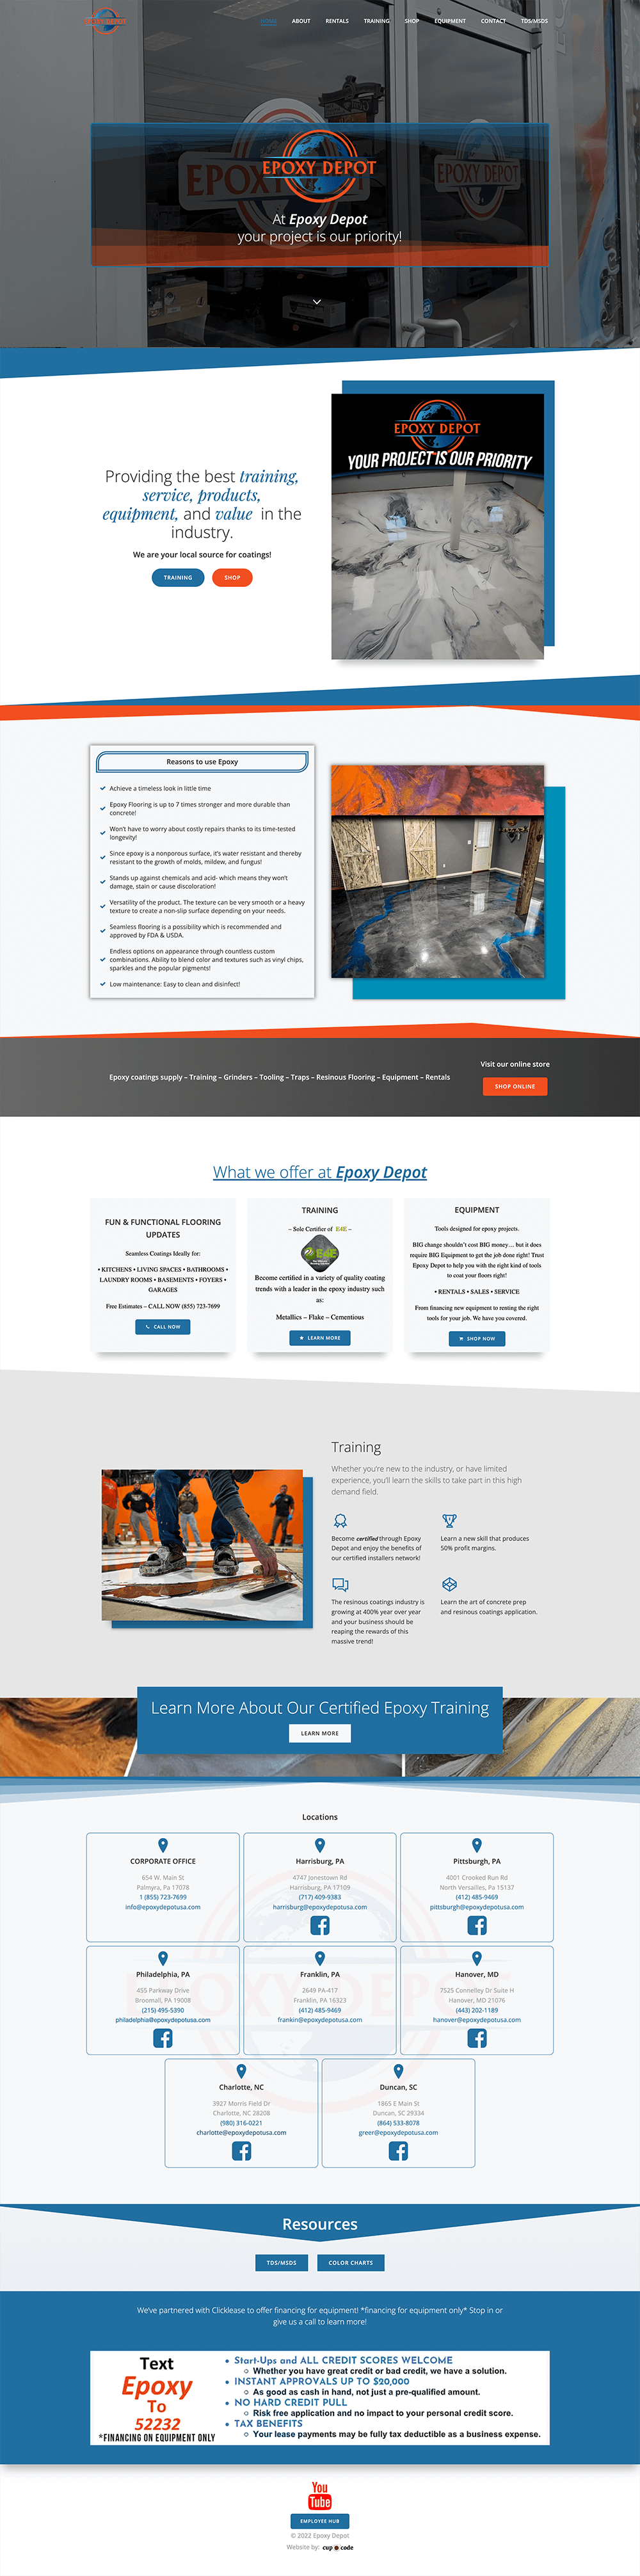 EPOXY DEPOT
HOME ABOUT RENTALS TRAINING SHOP EQUIPMENT CONTACT TDS/MSDS
EPOXY DEPOT
At Epoxy Depot
your project is our priority!
EPOXY DEPOT
YOUR PROJECT IS OUR PRIORITY
Providing the best training,
service, products,
equipment, and value in the
industry.
We are your local source for coatings!
TRAINING SHOP
Reasons to use Epoxy
Achieve a timeless look in little time
Epoxy Flooring is up to 7 times stronger and more durable than
concrete!
Won't have to worry about costly repairs thanks to its time-tested
longevity!
Since epoxy is a nonporous surface, it's water resistant and thereby
resistant to the growth of molds, mildew, and fungus!
Stands up against chemicals and acid- which means they won't
damage, stain or cause discoloration!
Versatility of the product. The texture can be very smooth or a heavy
texture to create a non-slip surface depending on your needs.
Seamless flooring is a possibility which is recommended and
approved by FDA & USDA.
Endless options on appearance through countless custom
combinations. Ability to blend color and textures such as vinyl chips,
sparkles and the popular pigments!
Low maintenance: Easy to clean and disinfect!
Epoxy coatings supply – Training – Grinders – Tooling – Traps – Resinous Flooring – Equipment – Rentals
Visit our online store
SHOP ONLINE
What we offer at Epoxy Depot
FUN & FUNCTIONAL FLOORING
UPDATES
Seamless Coatings Ideally for:
• KITCHENS • LIVING SPACES • BATHROOMS •
LAUNDRY ROOMS • BASEMENTS • FOYERS •
GARAGES
Free Estimates – CALL NOW (855) 723-7699
CALL NOW
TRAINING
– Sole Certifier of E4E –
E4E
Become certified in a variety of quality coating
trends with a leader in the epoxy industry such
as:
Metallics – Flake – Cementious
LEARN MORE
EQUIPMENT
Tools designed for epoxy projects.
BIG change shouldn't cost BIG money… but it does
require BIG Equipment to get the job done right! Trust
Epoxy Depot to help you with the right kind of tools
to coat your floors right!
• RENTALS • SALES • SERVICE
From financing new equipment to renting the right
tools for your job. We have you covered.
SHOP NOW
Training
Whether you're new to the industry, or have limited
experience, you'll learn the skills to take part in this high
demand field.
Become certified through Epoxy
Depot and enjoy the benefits of
our certified installers network!
Learn a new skill that produces
50% profit margins.
The resinous coatings industry is
growing at 400% year over year
and your business should be
reaping the rewards of this
massive trend!
Learn the art of concrete prep
and resinous coatings application.
Learn More About Our Certified Epoxy Training
LEARN MORE
Locations
CORPORATE OFFICE
654 W. Main St
Palmyra, Pa 17078
1 (855) 723-7699
info@epoxydepotusa.com
Harrisburg, PA
4747 Jonestown Rd
Harrisburg, PA 17109
(717) 409-9383
harrisburg@epoxydepotusa.com
Pittsburgh, PA
4001 Crooked Run Rd
North Versailles, Pa 15137
(412) 485-9469
pittsburgh@epoxydepotusa.com
Philadelphia, PA
455 Parkway Drive
Broomall, PA 19008
(215) 495-5390
philadelphia@epoxydepotusa.com
Franklin, PA
2649 PA-417
Franklin, PA 16323
(412) 485-9469
frankin@epoxydepotusa.com
Hanover, MD
7525 Connelley Dr Suite H
Hanover, MD 21076
(443) 202-1189
hanover@epoxydepotusa.com
Charlotte, NC
3927 Morris Field Dr
Charlotte, NC 28208
(980) 316-0221
charlotte@epoxydepotusa.com
Duncan, SC
1865 E Main St
Duncan, SC 29334
(864) 533-8078
greer@epoxydepotusa.com
Resources
TDS/MSDS COLOR CHARTS
We've partnered with Clicklease to offer financing for equipment! *financing for equipment only* Stop in or
give us a call to learn more!
Text
Epoxy
To
52232
*FINANCING ON EQUIPMENT ONLY
• Start-Ups and ALL CREDIT SCORES WELCOME
Whether you have great credit or bad credit, we have a solution.
• INSTANT APPROVALS UP TO $20,000
As good as cash in hand, not just a pre-qualified amount.
• NO HARD CREDIT PULL
Risk free application and no impact to your personal credit score.
• TAX BENEFITS
Your lease payments may be fully tax deductible as a business expense.
You
Tube
EMPLOYEE HUB
© 2022 Epoxy Depot
Website by: cup o code